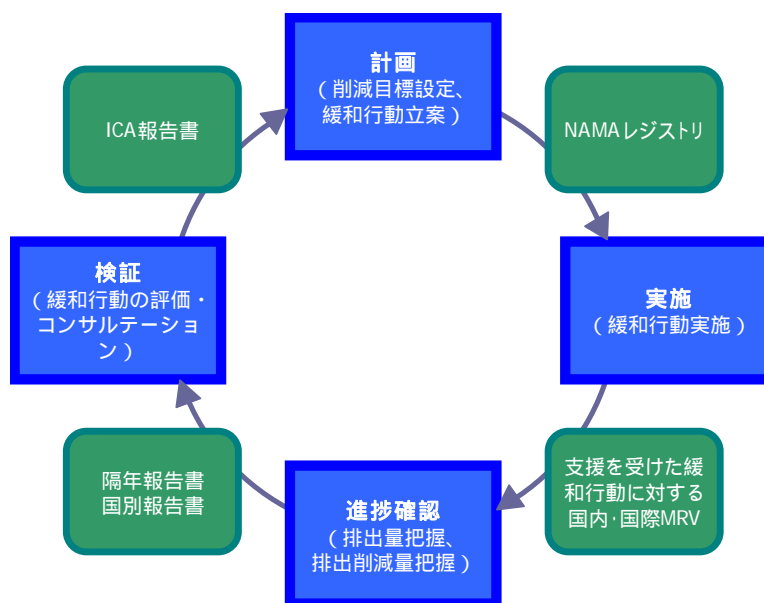 計画
（削減目標設定、
緩和行動立案）
ICA報告書
NAMAレジストリ
検証
（緩和行動の評価・
コンサルテーショ
ン）
実施
（緩和行動実施）
隔年報告書
国別報告書
進捗確認
（排出量把握、
排出削減量把握）
支援を受けた緩
和行動に対する
国内･国際MRV